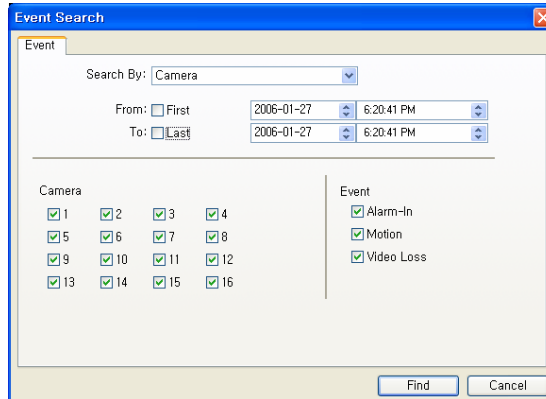 Event Search
Event
Search By: Camera
From: First 2006-01-27 6:20:41 PM
To: Last 2006-01-27 6:20:41 PM
Camera Event
1 2 3 4 Alarm-In
5 6 7 8 Motion
9 10 11 12 Video Loss
13 14 15 16
Find Cancel